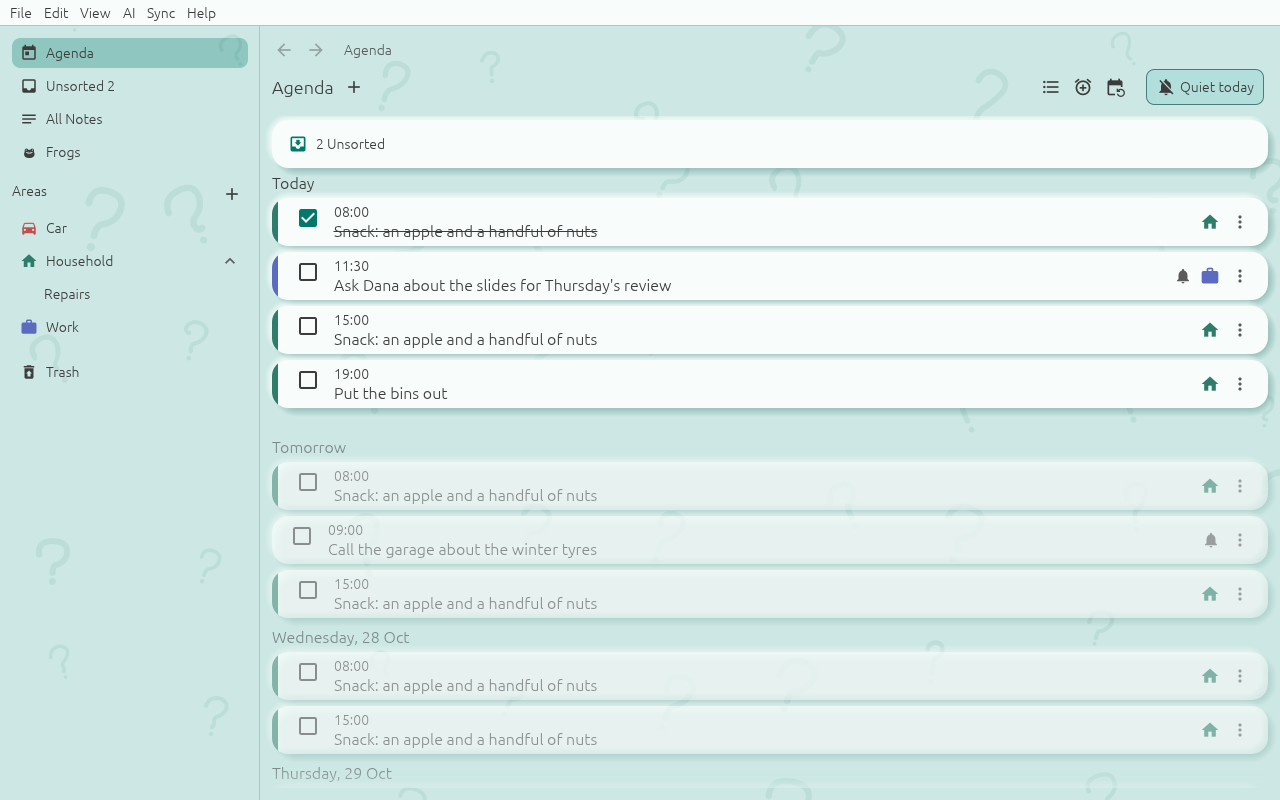 File Edit View AI Sync Help
Agenda
Unsorted 2
All Notes
Frogs
Areas
Car
Household
Repairs
Work
Trash
Agenda
Agenda
Quiet today
2 Unsorted
Today
08:00
Snack: an apple and a handful of nuts
11:30
Ask Dana about the slides for Thursday's review
15:00
Snack: an apple and a handful of nuts
19:00
Put the bins out
Tomorrow
08:00
Snack: an apple and a handful of nuts
09:00
Call the garage about the winter tyres
15:00
Snack: an apple and a handful of nuts
Wednesday, 28 Oct
08:00
Snack: an apple and a handful of nuts
15:00
Snack: an apple and a handful of nuts
Thursday, 29 Oct